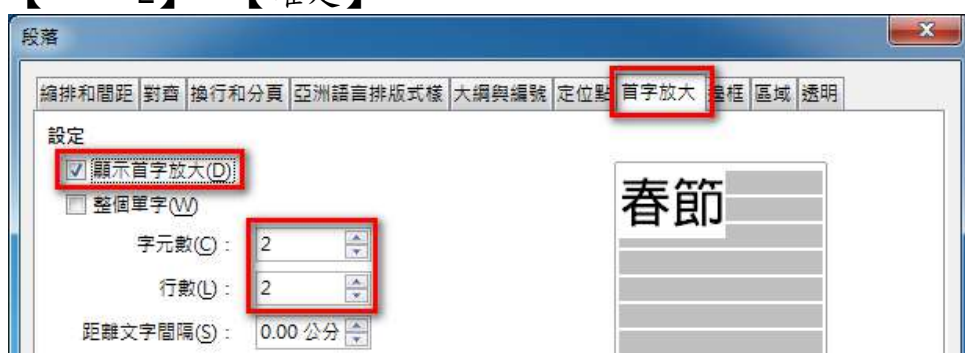 段落
縮排和間距 對齊 換行和分頁 亞洲語言排版式樣 大綱與編號 定位點 首字放大 邊框 區域 透明
設定
顯示首字放大(D)
整個單字(W)
字元數(C)： 2
行數(L)： 2
距離文字間隔(S)： 0.00 公分
春節